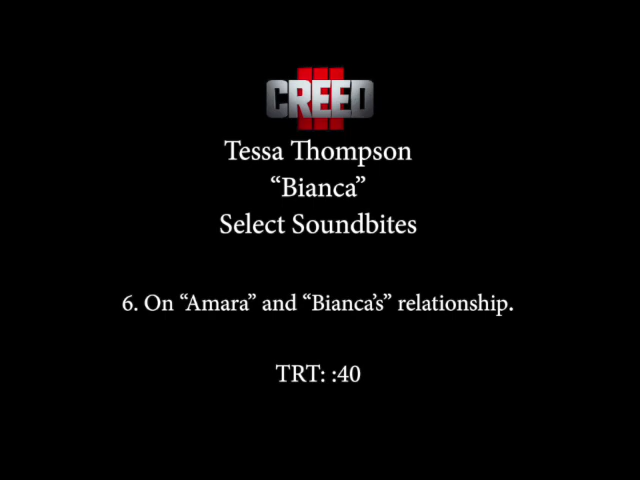 CREED III
Tessa Thompson
“Bianca”
Select Soundbites
6. On “Amara” and “Bianca’s” relationship.
TRT: :40